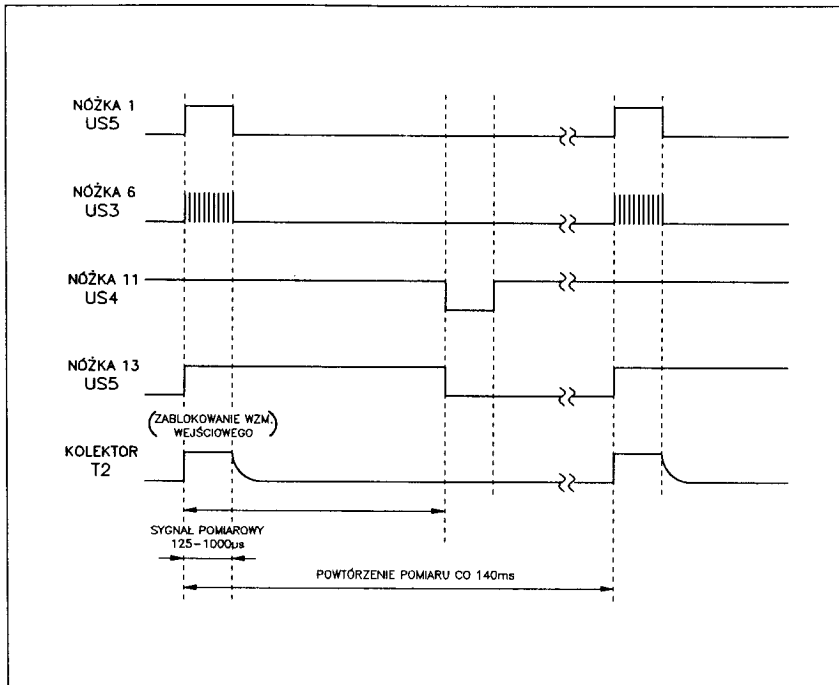 NÓŻKA 1
US5
NÓŻKA 6
US3
NÓŻKA 11
US4
NÓŻKA 13
US5
(ZABLOKOWANIE WZM.
WEJŚCIOWEGO)
KOLEKTOR
T2
SYGNAŁ POMIAROWY
125-1000μs
POWTÓRZENIE POMIARU CO 140ms